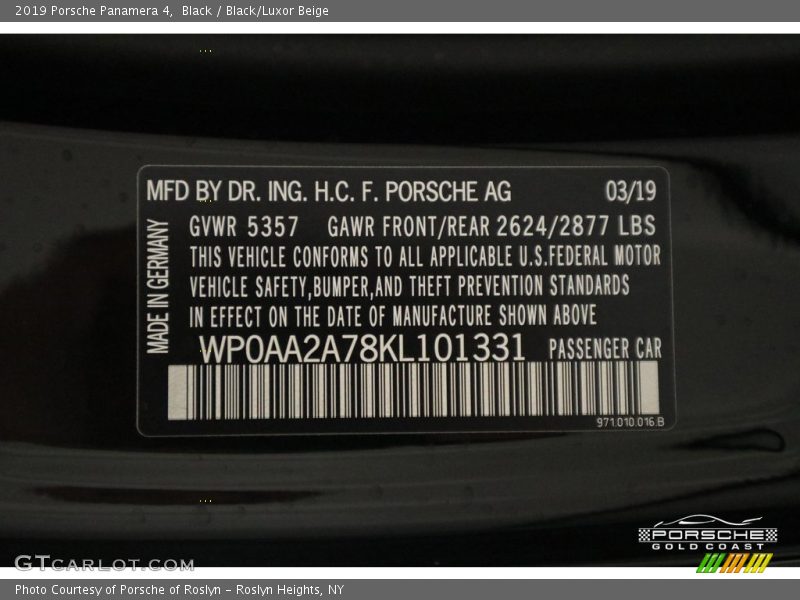 2019 Porsche Panamera 4,  Black / Black/Luxor Beige
MFD BY DR. ING. H.C. F. PORSCHE AG 03/19
GVWR 5357 GAWR FRONT/REAR 2624/2877 LBS
THIS VEHICLE CONFORMS TO ALL APPLICABLE U.S.FEDERAL MOTOR
VEHICLE SAFETY,BUMPER,AND THEFT PREVENTION STANDARDS
IN EFFECT ON THE DATE OF MANUFACTURE SHOWN ABOVE
MADE IN GERMANY
WP0AA2A78KL101331 PASSENGER CAR
971.010.016.B
PORSCHE
GOLD COAST
GTCARLOT.COM
Photo Courtesy of Porsche of Roslyn – Roslyn Heights, NY